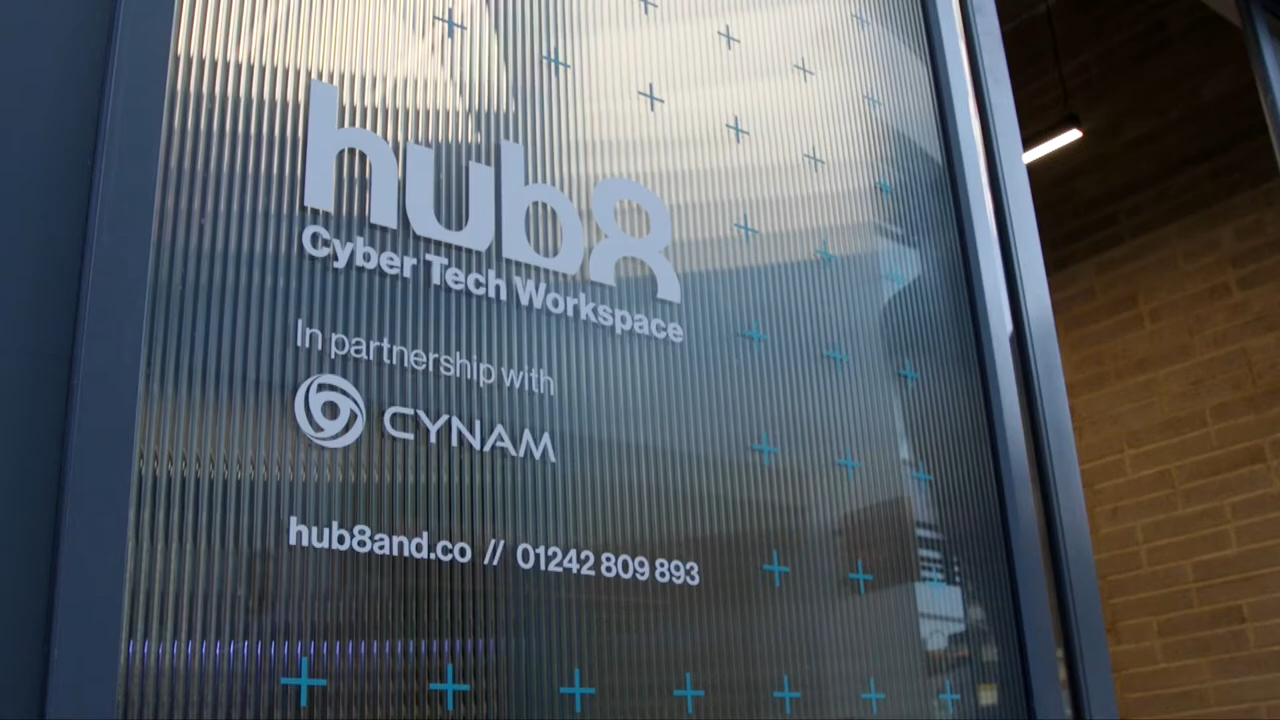 hub8
Cyber Tech Workspace
In partnership with
CYNAM
hub8and.co // 01242 809 893